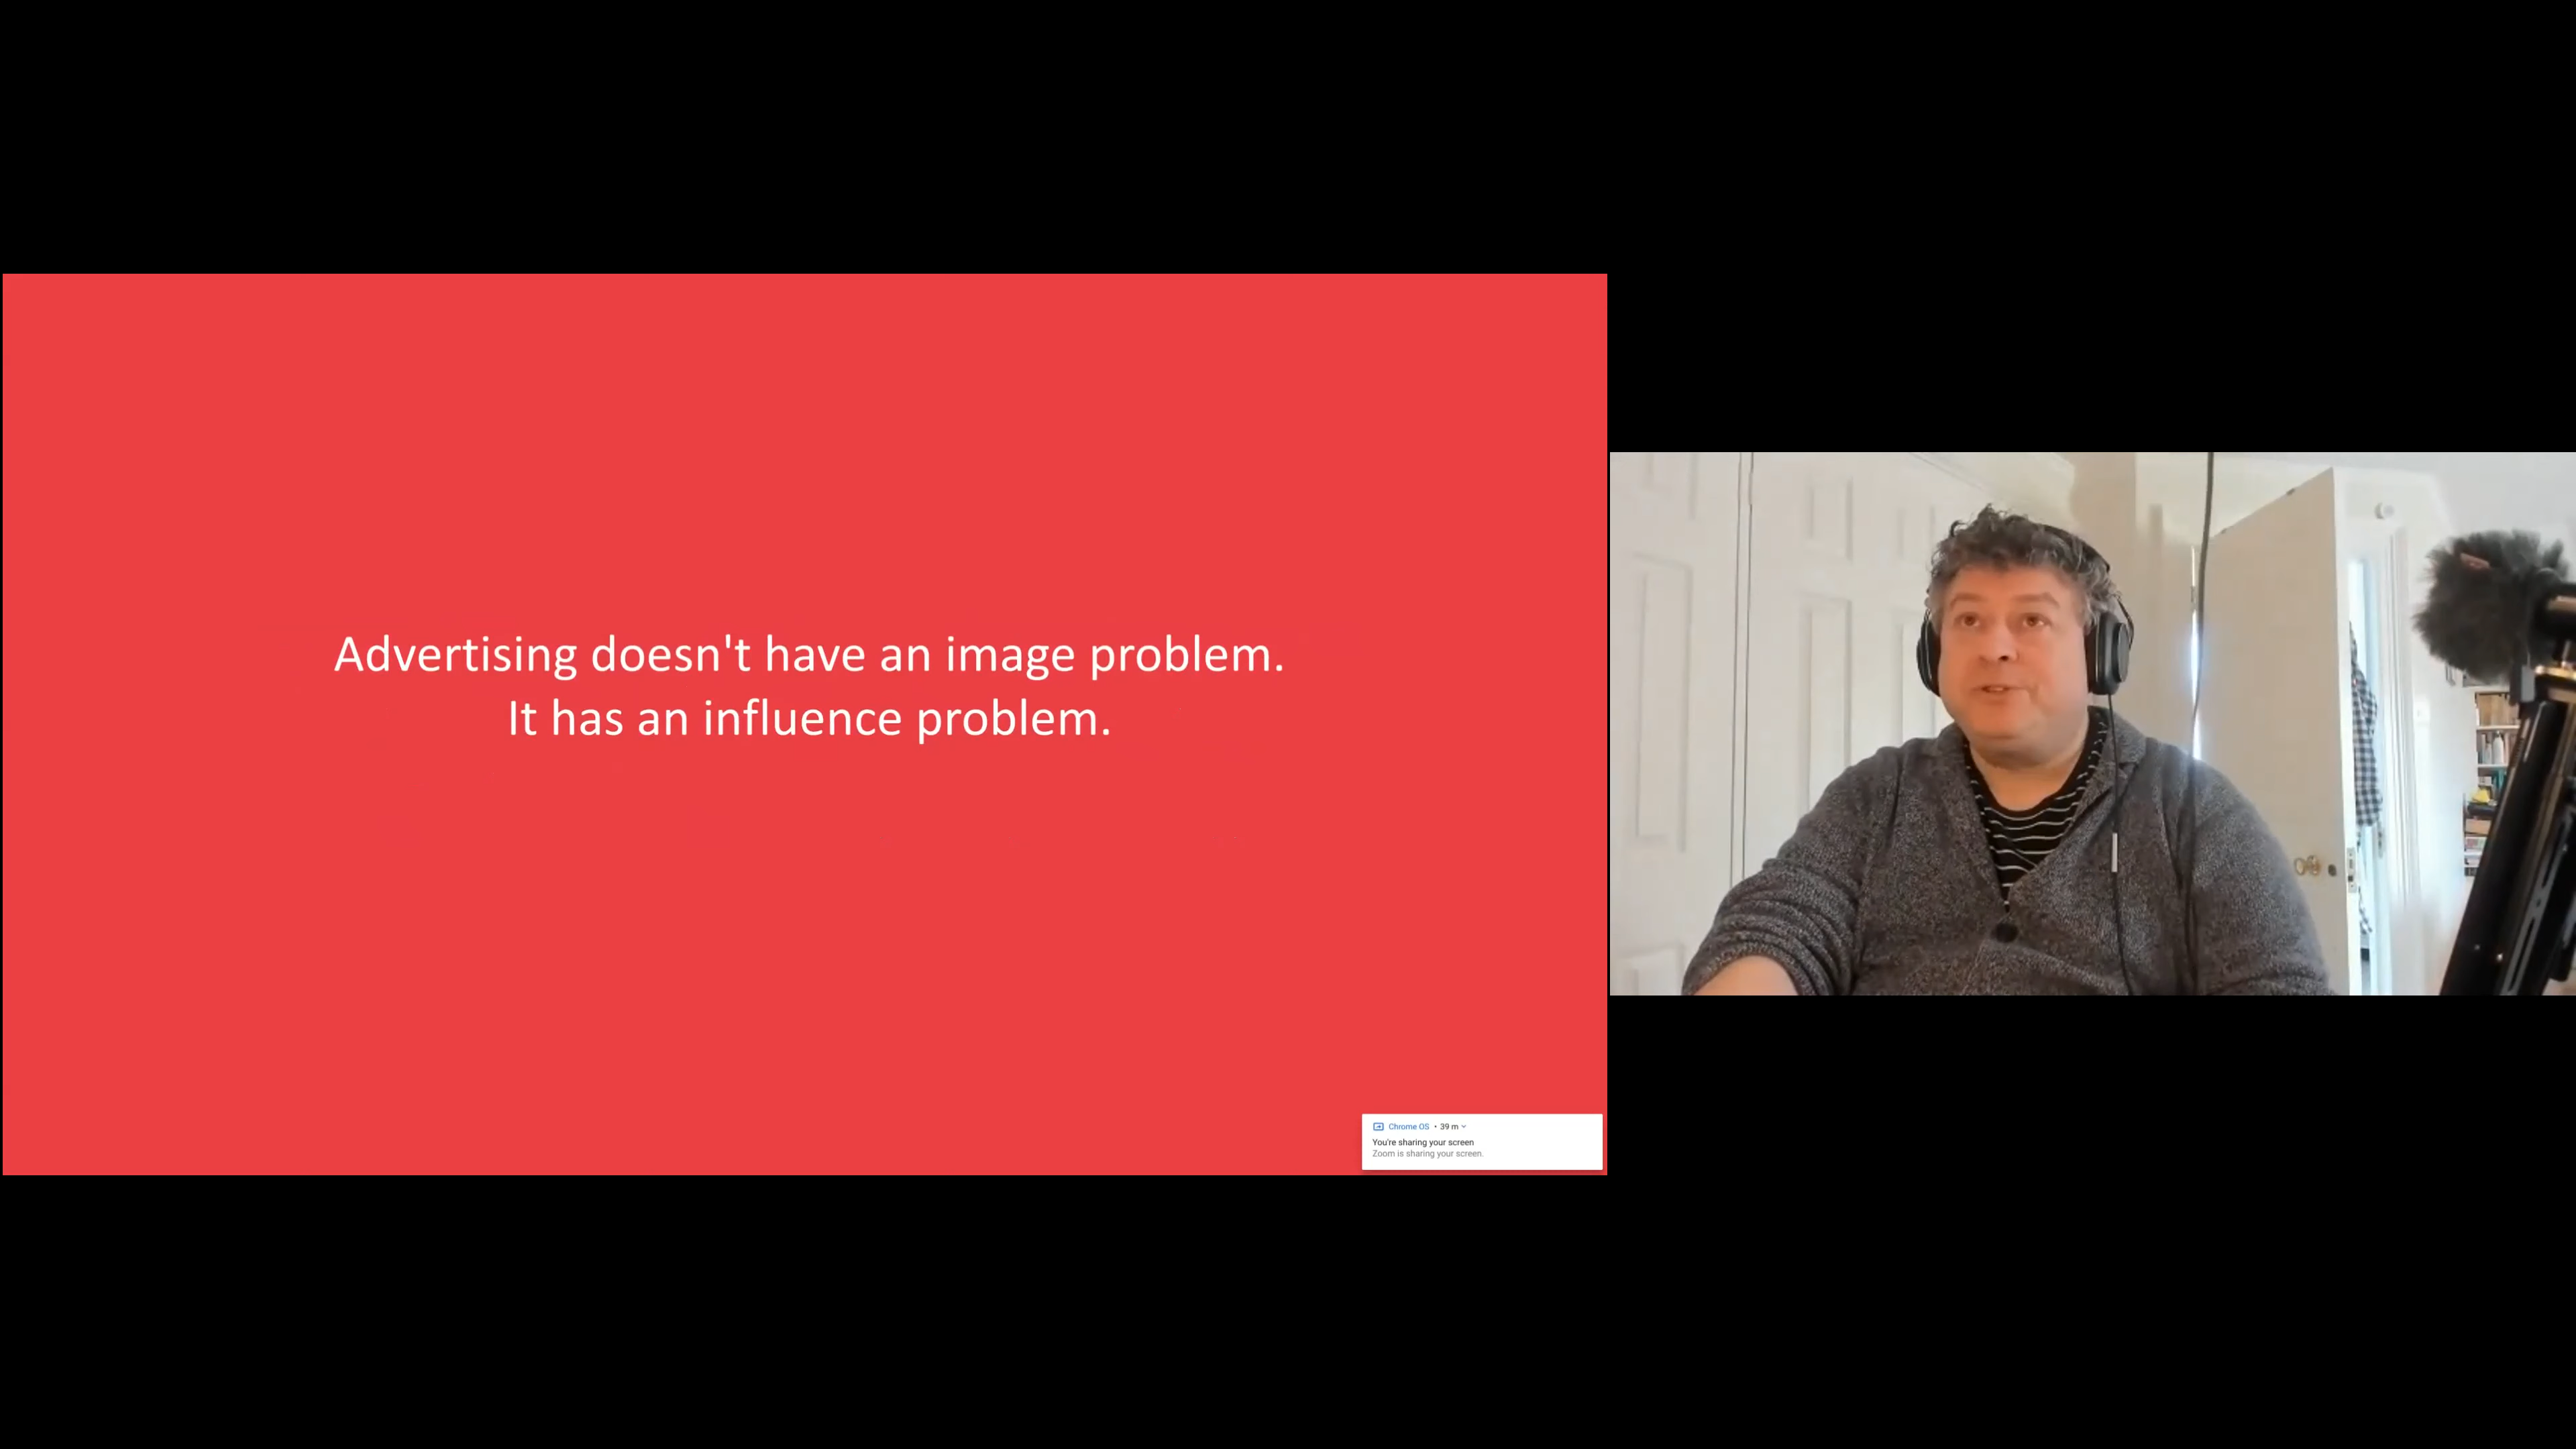 Advertising doesn't have an image problem.
It has an influence problem.
Chrome OS • 39 m
You're sharing your screen
Zoom is sharing your screen.